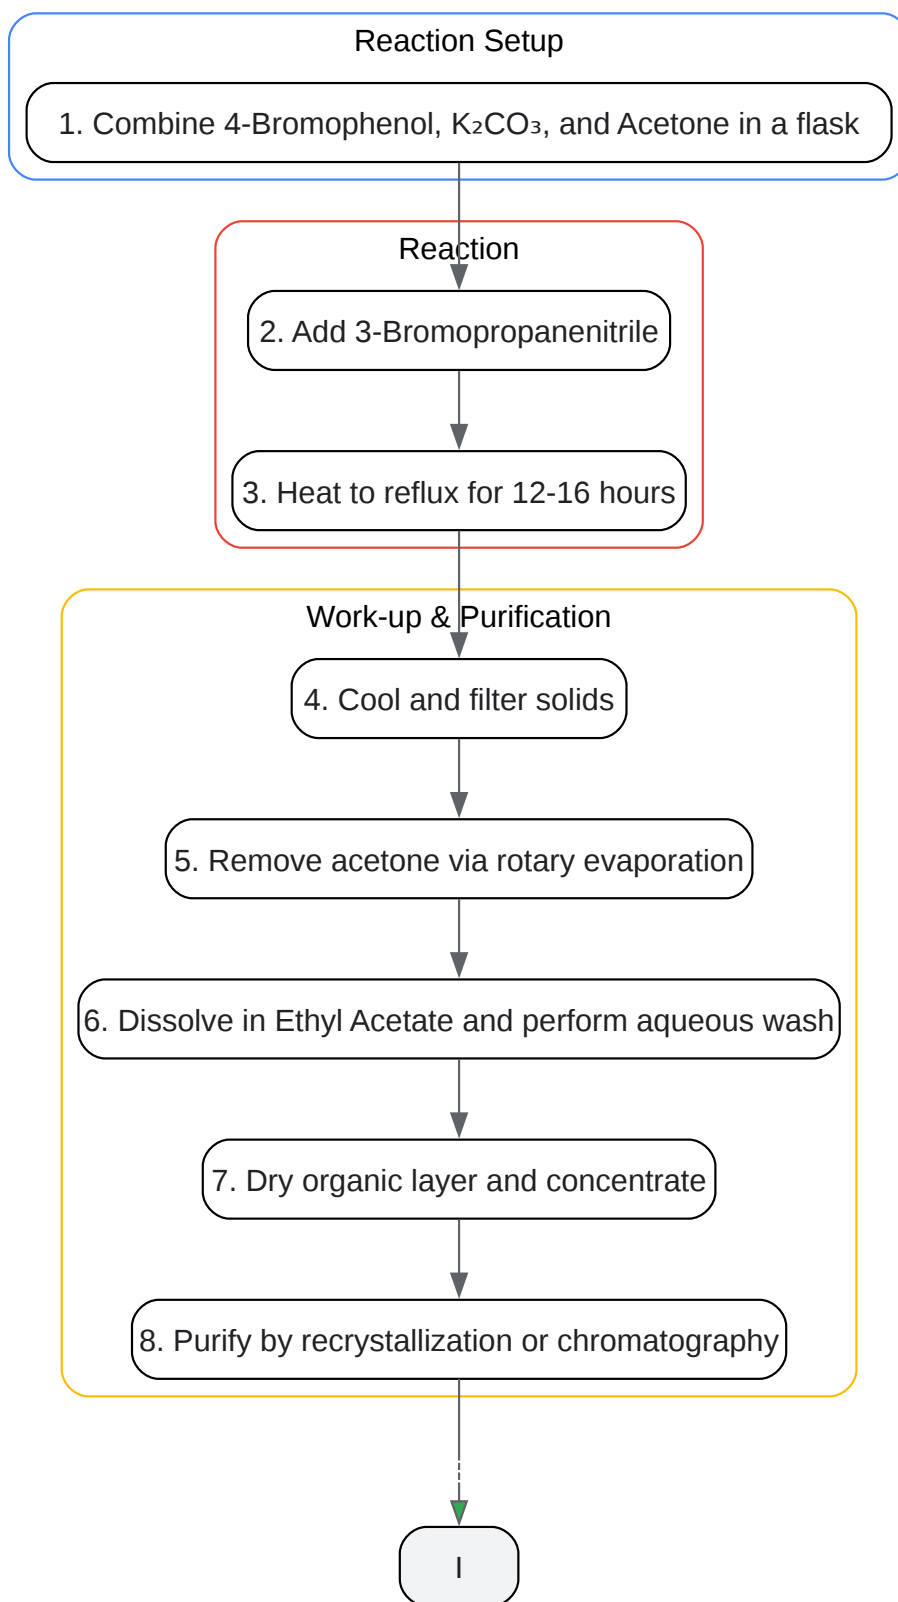 Reaction Setup
1. Combine 4-Bromophenol, K₂CO₃, and Acetone in a flask
Reaction
2. Add 3-Bromopropanenitrile
3. Heat to reflux for 12-16 hours
Work-up & Purification
4. Cool and filter solids
5. Remove acetone via rotary evaporation
6. Dissolve in Ethyl Acetate and perform aqueous wash
7. Dry organic layer and concentrate
8. Purify by recrystallization or chromatography
I